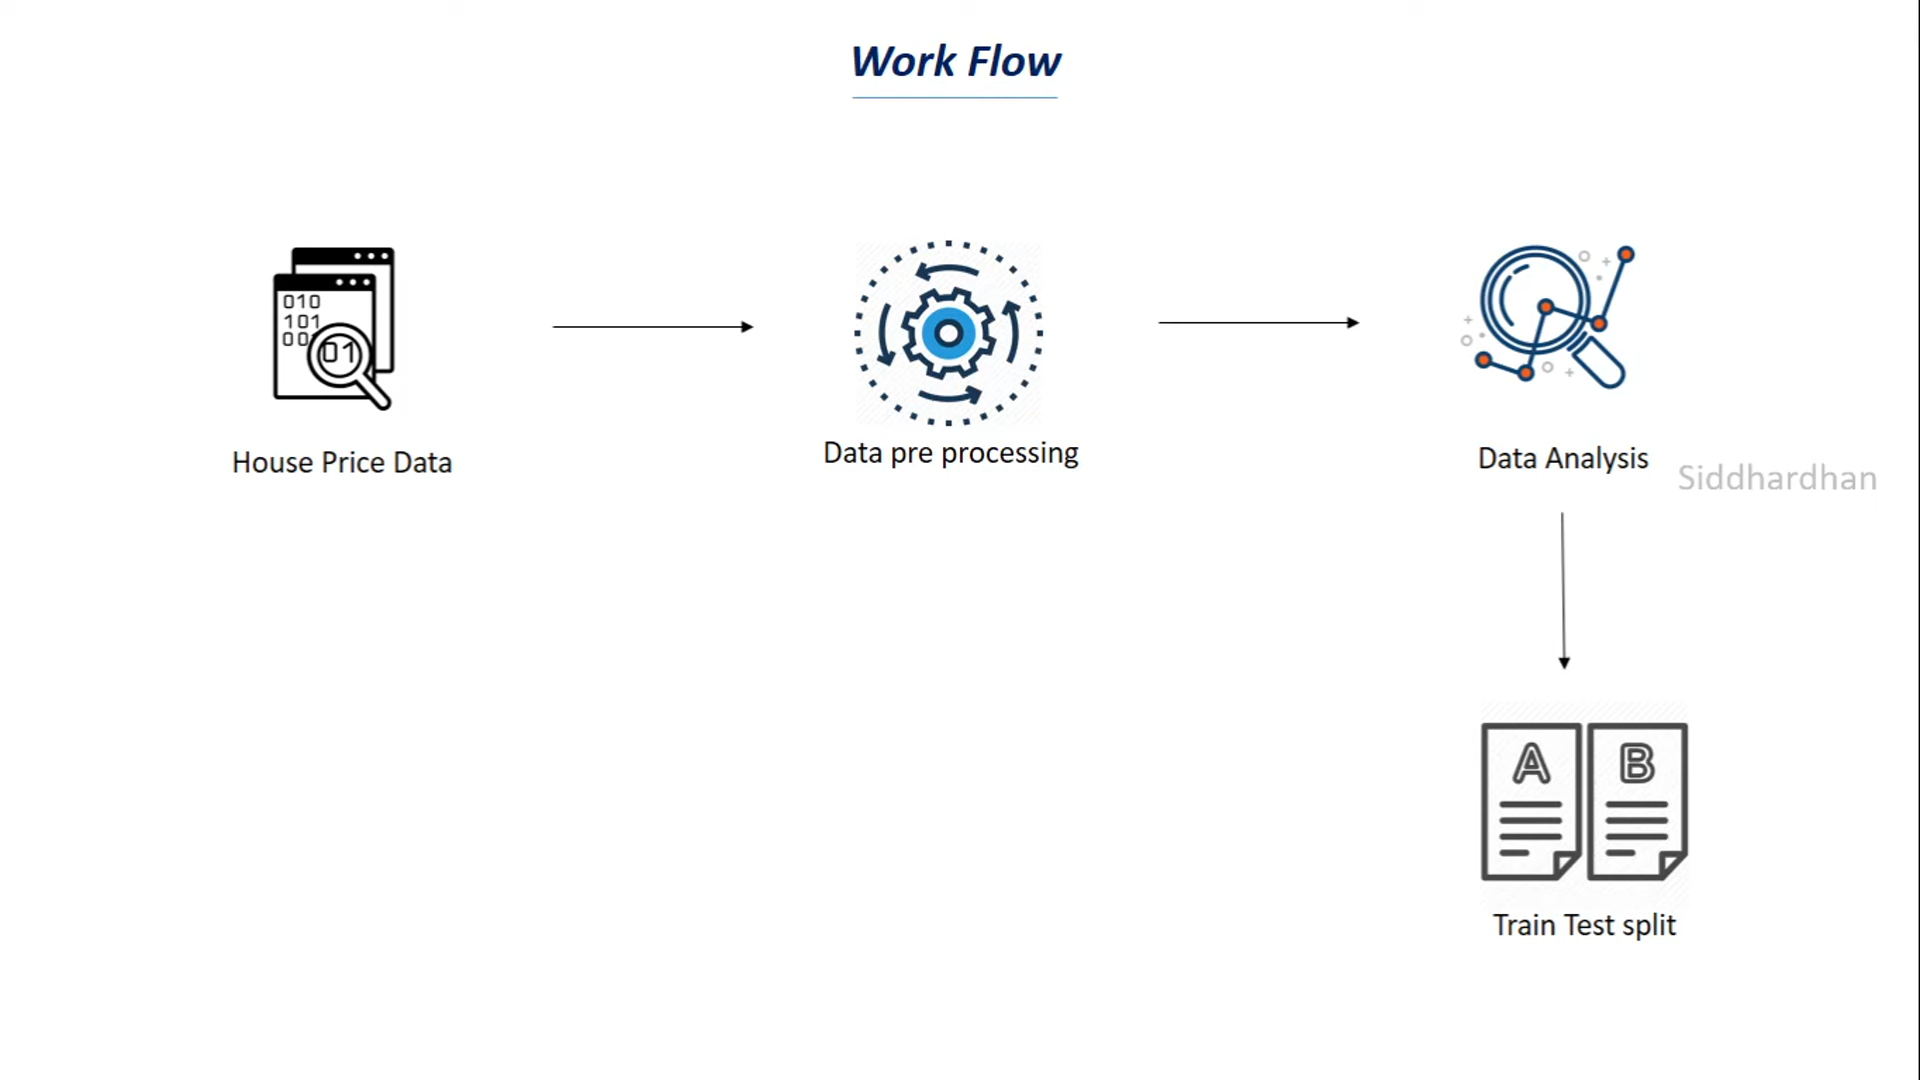 Work Flow
010
101
00
01
House Price Data
Data pre processing
Data Analysis
Siddhardhan
A B
Train Test split